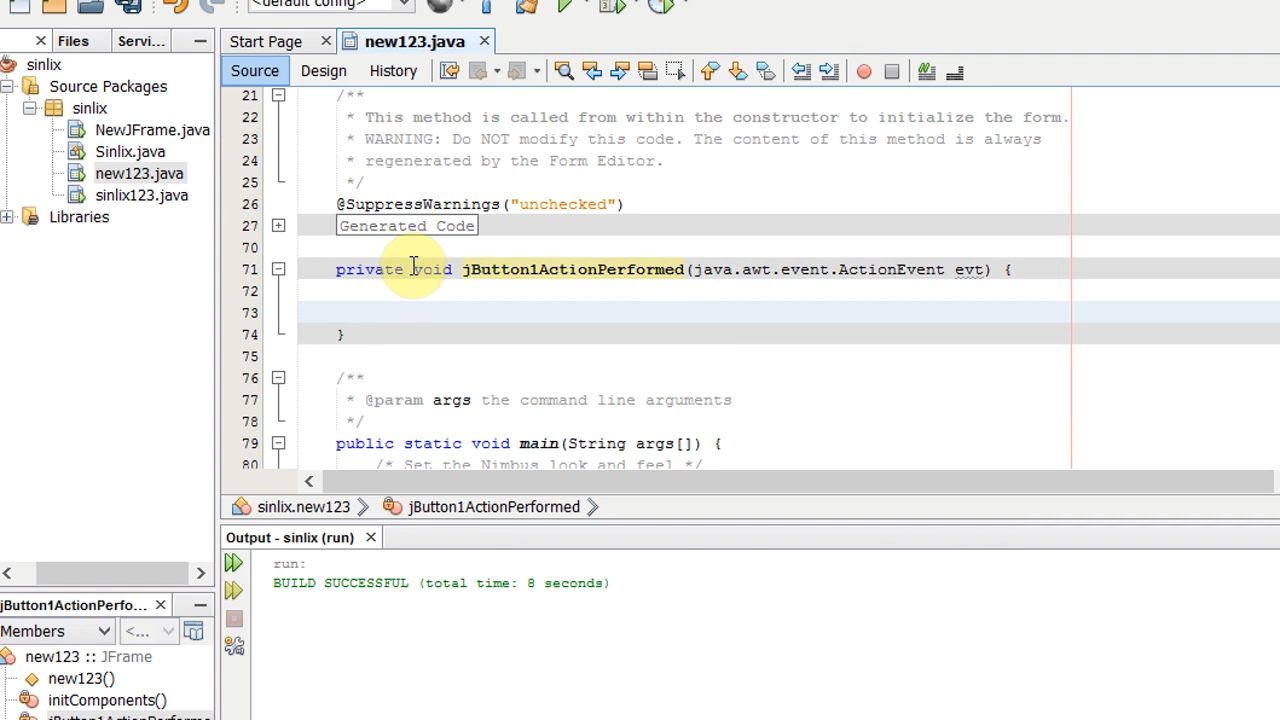 <default config>
Files
Servi...
Start Page
new123.java
sinlix
Source
Design
History
Source Packages
sinlix
NewJFrame.java
Sinlix.java
new123.java
sinlix123.java
Libraries
21 /**
22 * This method is called from within the constructor to initialize the form.
23 * WARNING: Do NOT modify this code. The content of this method is always
24 * regenerated by the Form Editor.
25 */
26 @SuppressWarnings("unchecked")
27 Generated Code
70
71 private void jButton1ActionPerformed(java.awt.event.ActionEvent evt) {
72
73
74 }
75
76 /**
77 * @param args the command line arguments
78 */
79 public static void main(String args[]) {
80 /* Set the Nimbus look and feel */
sinlix.new123
jButton1ActionPerformed
Output - sinlix (run)
run:
BUILD SUCCESSFUL (total time: 8 seconds)
jButton1ActionPerfo...
Members
<...
new123 :: JFrame
new123()
initComponents()
jButton1ActionPerforme